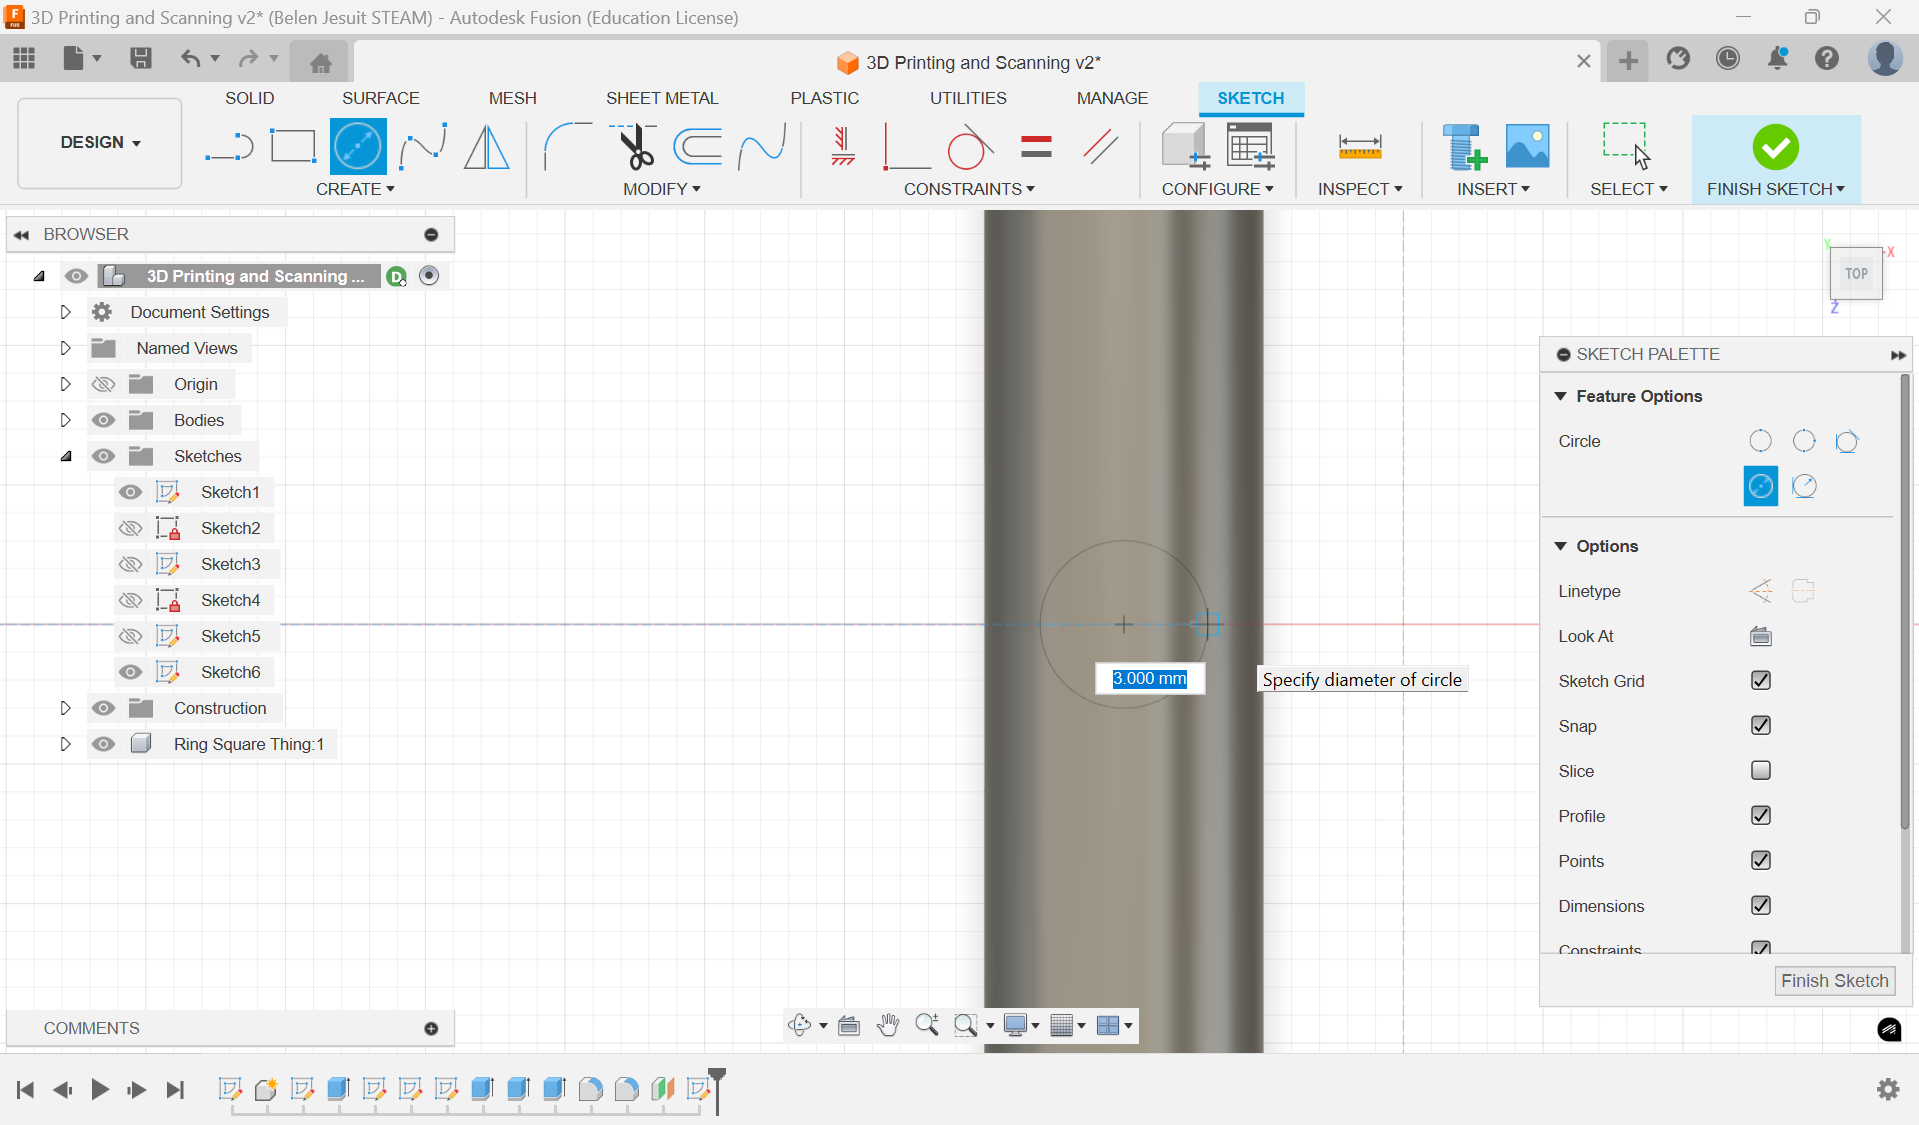 3D Printing and Scanning v2* (Belen Jesuit STEAM) - Autodesk Fusion (Education License)
3D Printing and Scanning v2*
SOLID
SURFACE
MESH
SHEET METAL
PLASTIC
UTILITIES
MANAGE
SKETCH
DESIGN
CREATE
MODIFY
CONSTRAINTS
CONFIGURE
INSPECT
INSERT
SELECT
FINISH SKETCH
BROWSER
3D Printing and Scanning ...
D
Document Settings
Named Views
Origin
Bodies
Sketches
Sketch1
Sketch2
Sketch3
Sketch4
Sketch5
Sketch6
Construction
Ring Square Thing:1
3.000 mm
Specify diameter of circle
Y
X
TOP
Z
SKETCH PALETTE
Feature Options
Circle
Options
Linetype
Look At
Sketch Grid
Snap
Slice
Profile
Points
Dimensions
Constraints
Finish Sketch
COMMENTS